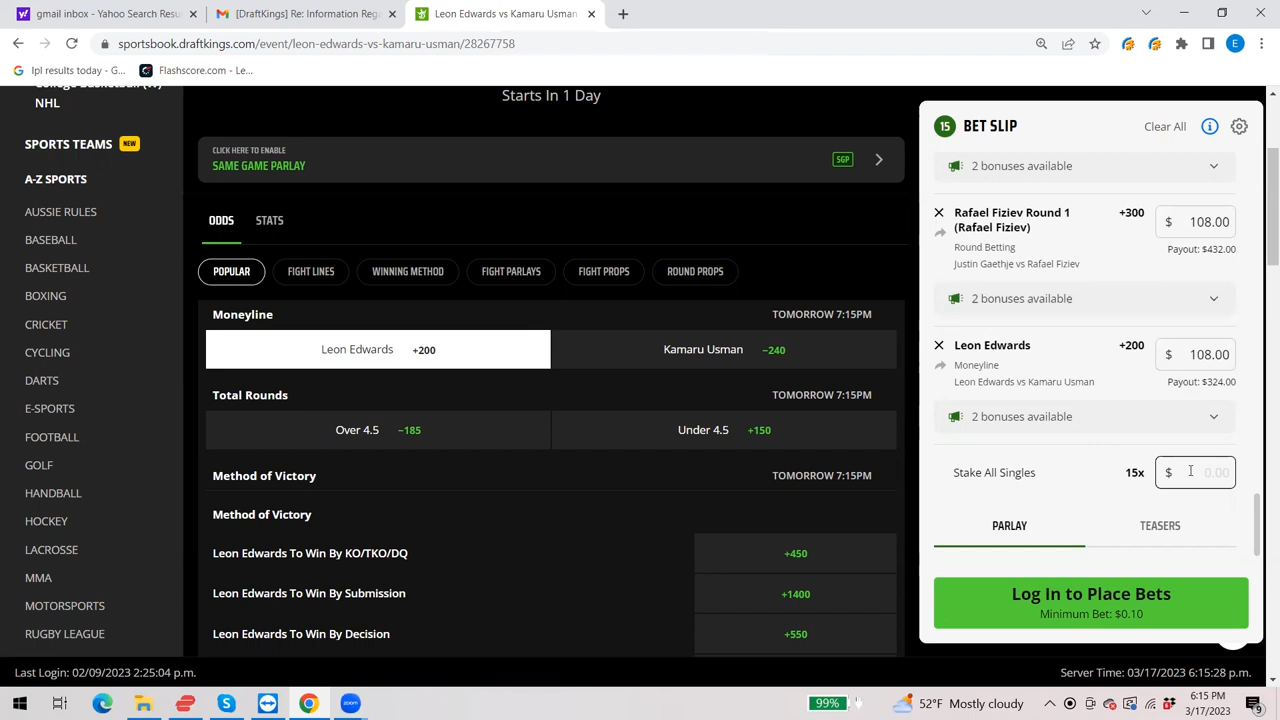 gmail inbox - Yahoo Search Resu
[DraftKings] Re: Information Reg
Leon Edwards vs Kamaru Usman
sportsbook.draftkings.com/event/leon-edwards-vs-kamaru-usman/28267758
E
Ipl results today - G...
Flashscore.com - Le...
NHL
SPORTS TEAMS NEW
A-Z SPORTS
AUSSIE RULES
BASEBALL
BASKETBALL
BOXING
CRICKET
CYCLING
DARTS
E-SPORTS
FOOTBALL
GOLF
HANDBALL
HOCKEY
LACROSSE
MMA
MOTORSPORTS
RUGBY LEAGUE
Starts In 1 Day
CLICK HERE TO ENABLE
SAME GAME PARLAY
SGP
ODDS STATS
POPULAR FIGHT LINES WINNING METHOD FIGHT PARLAYS FIGHT PROPS ROUND PROPS
Moneyline TOMORROW 7:15PM
Leon Edwards +200 Kamaru Usman −240
Total Rounds TOMORROW 7:15PM
Over 4.5 −185 Under 4.5 +150
Method of Victory TOMORROW 7:15PM
Method of Victory
Leon Edwards To Win By KO/TKO/DQ +450
Leon Edwards To Win By Submission +1400
Leon Edwards To Win By Decision +550
15 BET SLIP Clear All
2 bonuses available
Rafael Fiziev Round 1 +300 $ 108.00
(Rafael Fiziev)
Round Betting Payout: $432.00
Justin Gaethje vs Rafael Fiziev
2 bonuses available
Leon Edwards +200 $ 108.00
Moneyline
Leon Edwards vs Kamaru Usman Payout: $324.00
2 bonuses available
Stake All Singles 15x $ 0.00
PARLAY TEASERS
Log In to Place Bets
Minimum Bet: $0.10
Last Login: 02/09/2023 2:25:04 p.m. Server Time: 03/17/2023 6:15:28 p.m.
99% 52°F Mostly cloudy 6:15 PM
3/17/2023
zoom
9